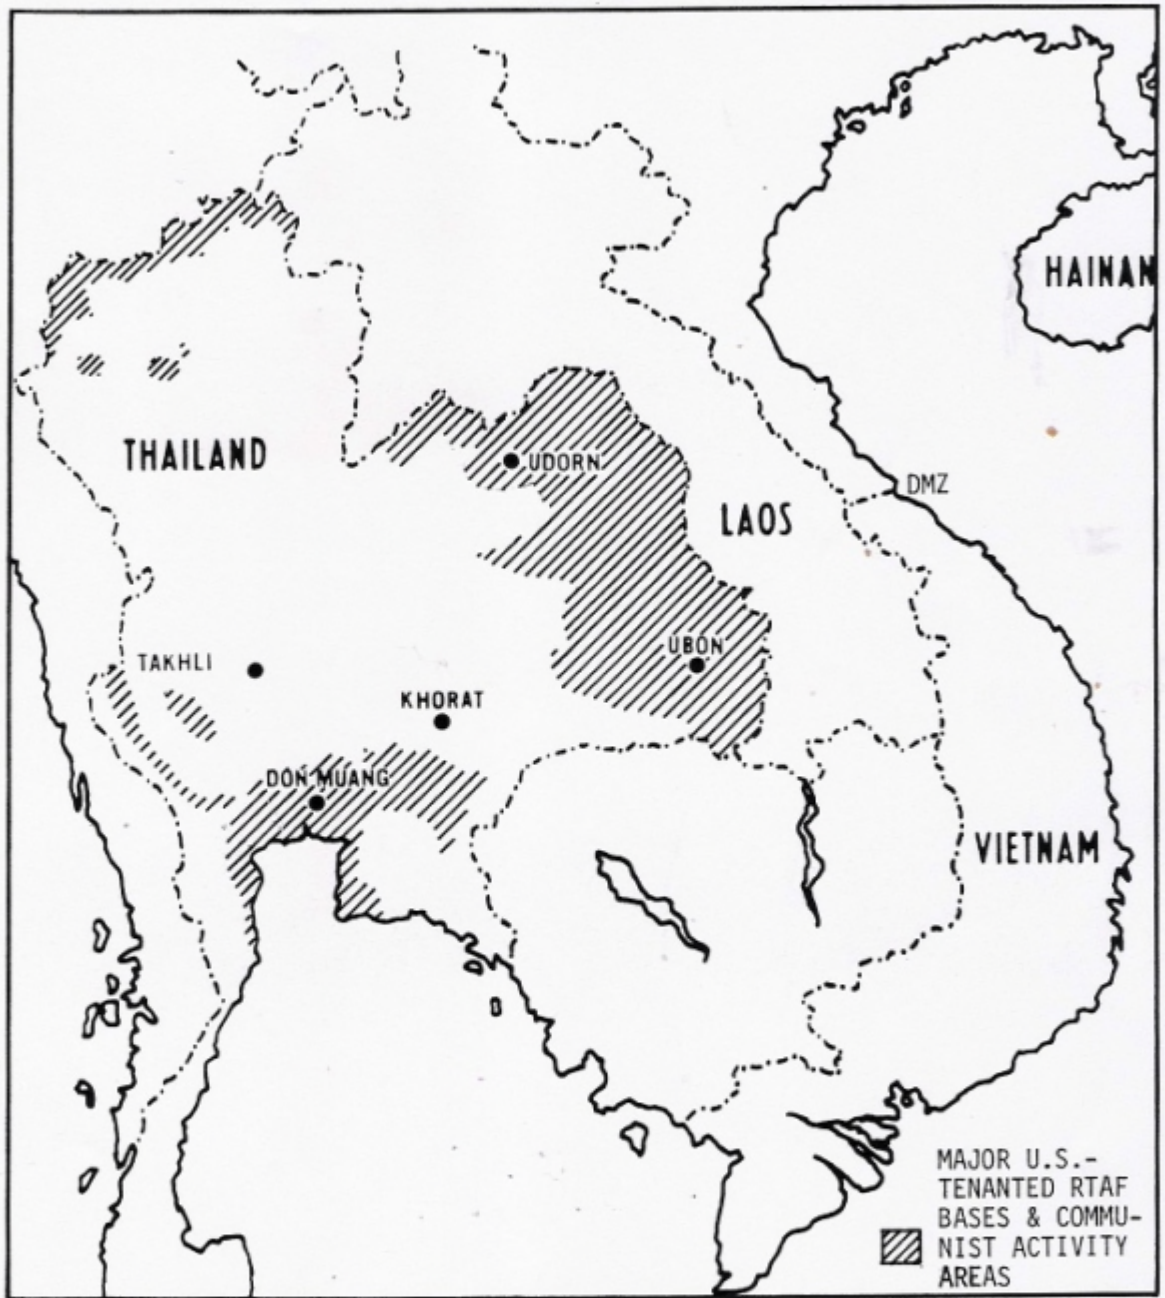 HAINAN
THAILAND
UDORN
DMZ
LAOS
UBON
TAKHLI
KHORAT
DON MUANG
VIETNAM
MAJOR U.S.-
TENANTED RTAF
BASES & COMMU-
NIST ACTIVITY
AREAS